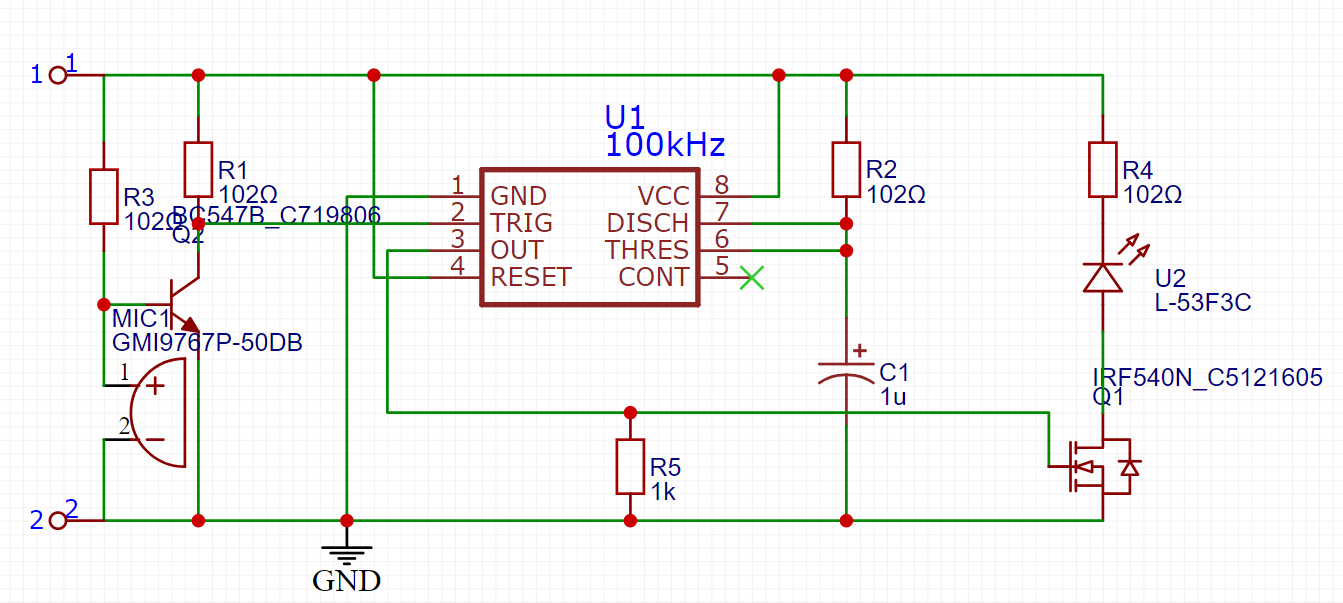 1
1
U1
100kHz
R3
102Ω
R1
102Ω
BC547B_C719806
Q2
1
GND
2
TRIG
3
OUT
4
RESET
VCC
8
DISCH
7
THRES
6
CONT
5
R2
102Ω
R4
102Ω
U2
L-53F3C
MIC1
GMI9767P-50DB
1
2
C1
1u
IRF540N_C5121605
Q1
R5
1k
2
2
GND